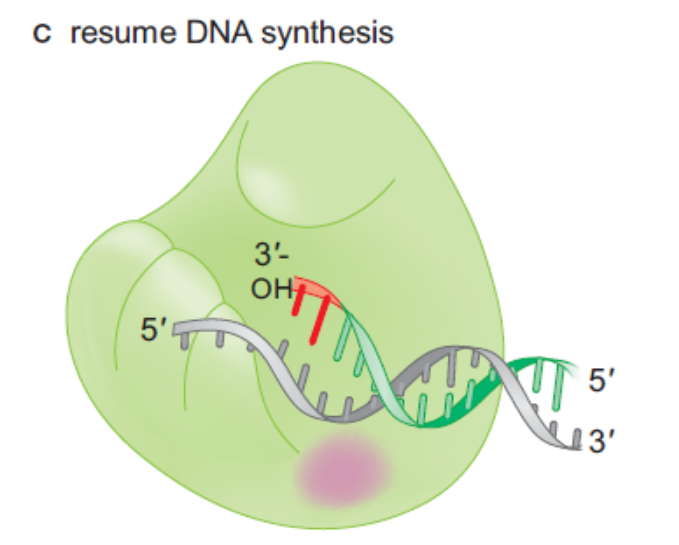 c resume DNA synthesis
3′-
OH
5′
5′
3′